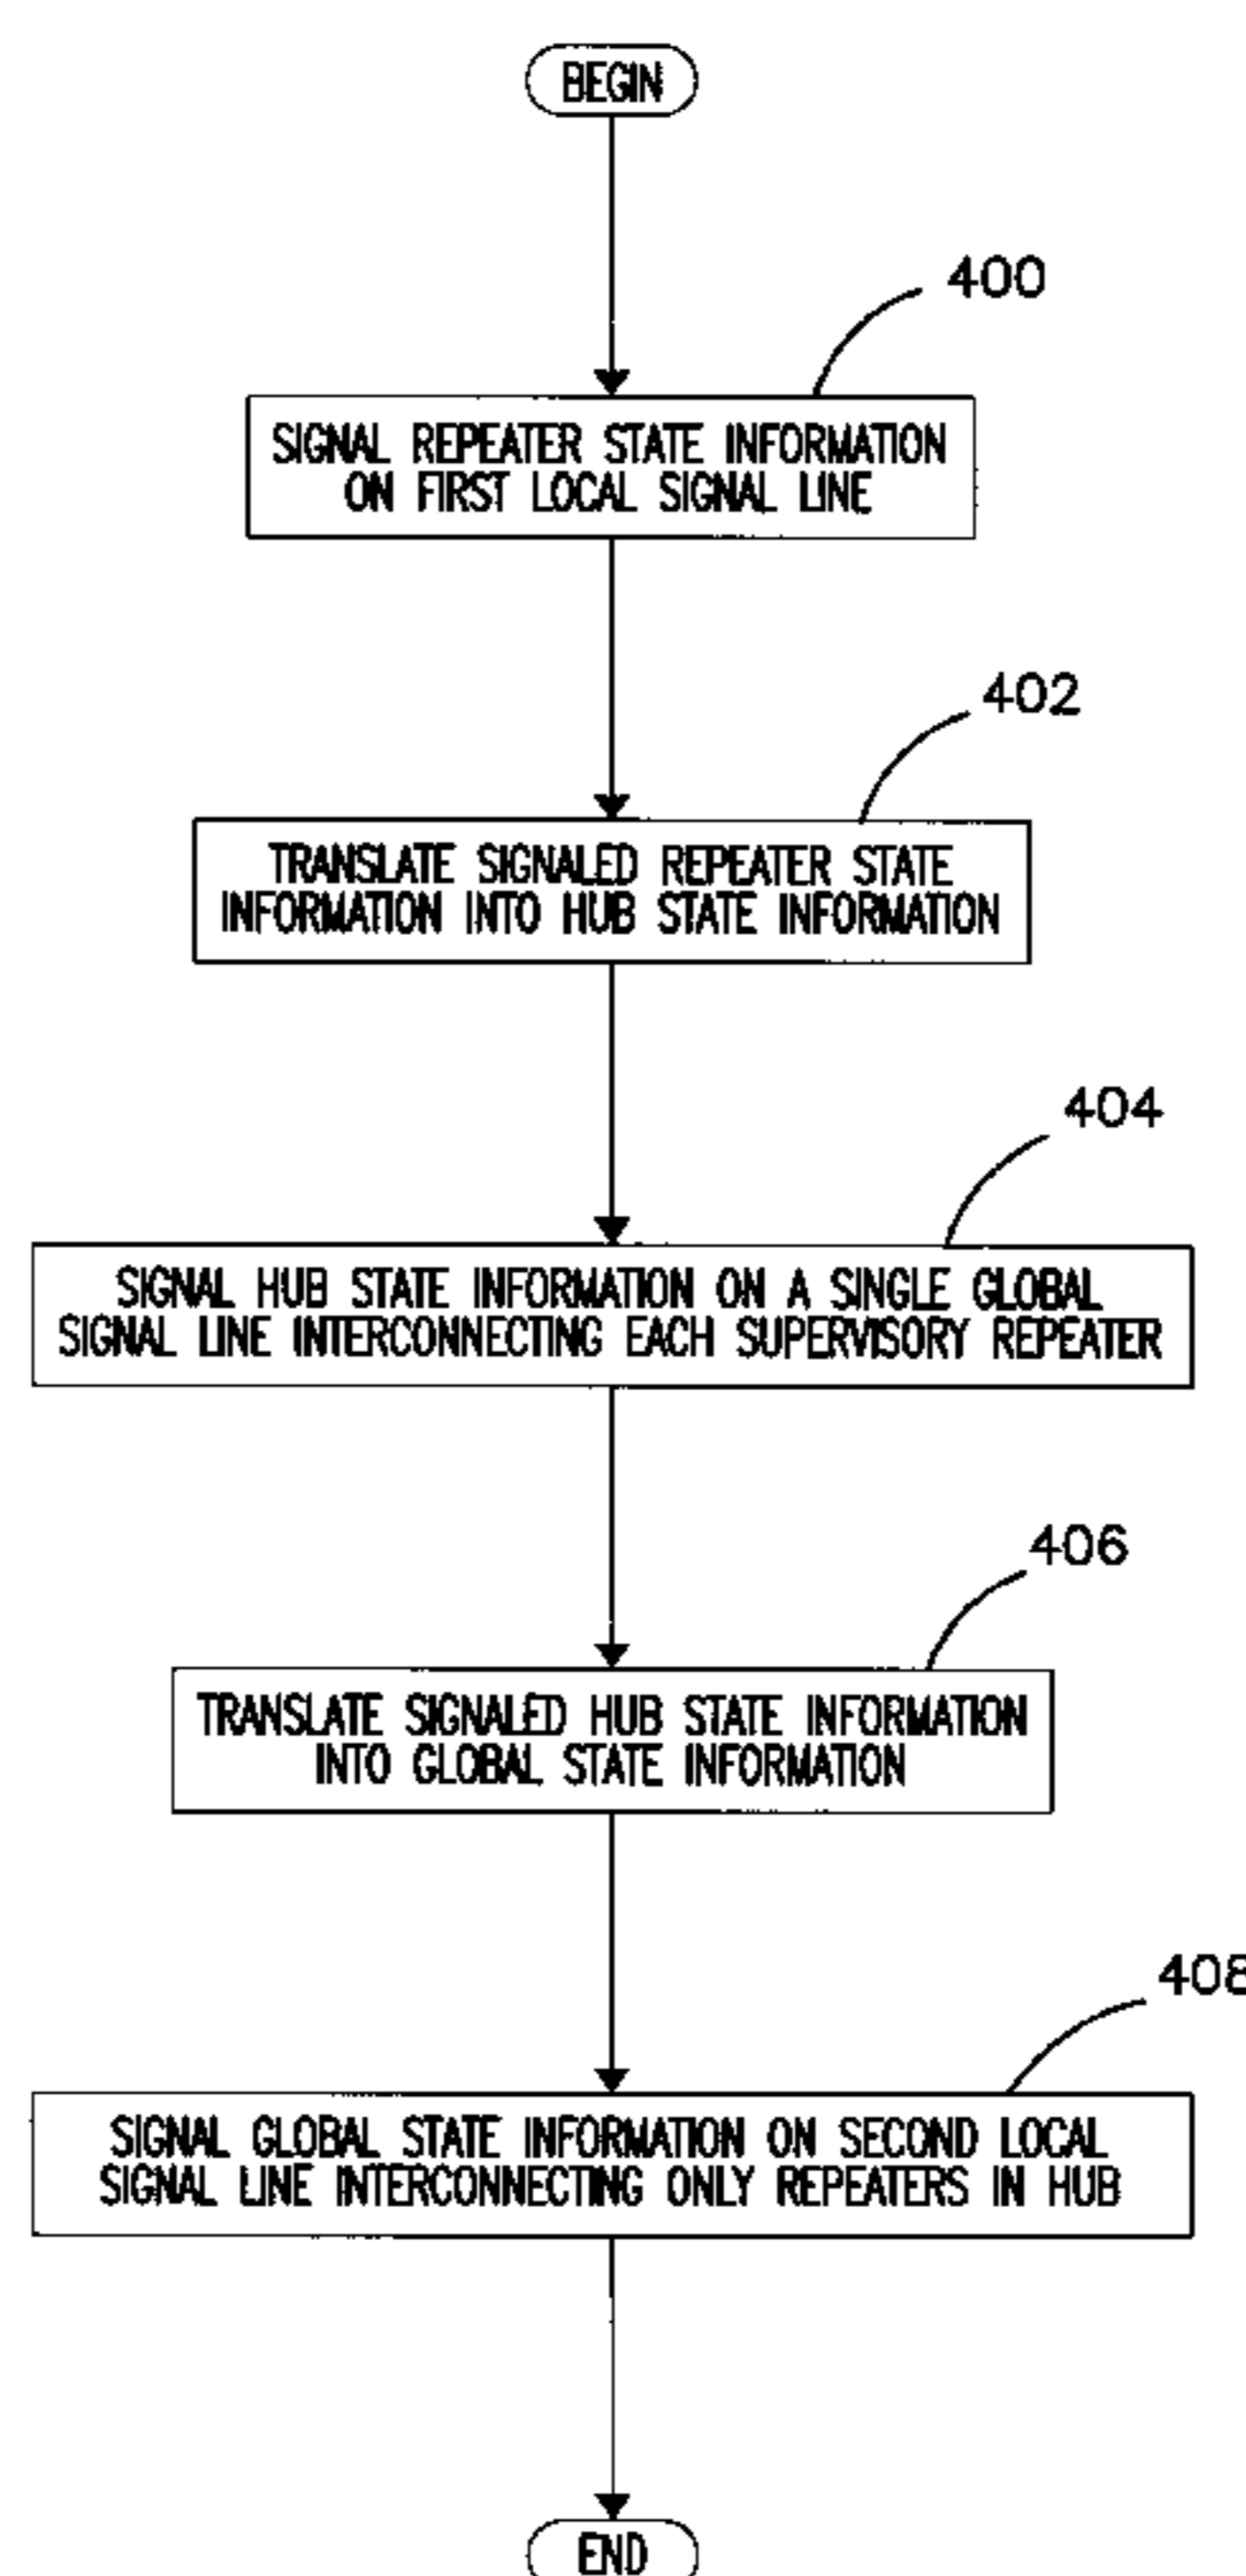 BEGIN
400
SIGNAL REPEATER STATE INFORMATION
ON FIRST LOCAL SIGNAL LINE
402
TRANSLATE SIGNALED REPEATER STATE
INFORMATION INTO HUB STATE INFORMATION
404
SIGNAL HUB STATE INFORMATION ON A SINGLE GLOBAL
SIGNAL LINE INTERCONNECTING EACH SUPERVISORY REPEATER
406
TRANSLATE SIGNALED HUB STATE INFORMATION
INTO GLOBAL STATE INFORMATION
408
SIGNAL GLOBAL STATE INFORMATION ON SECOND LOCAL
SIGNAL LINE INTERCONNECTING ONLY REPEATERS IN HUB
END